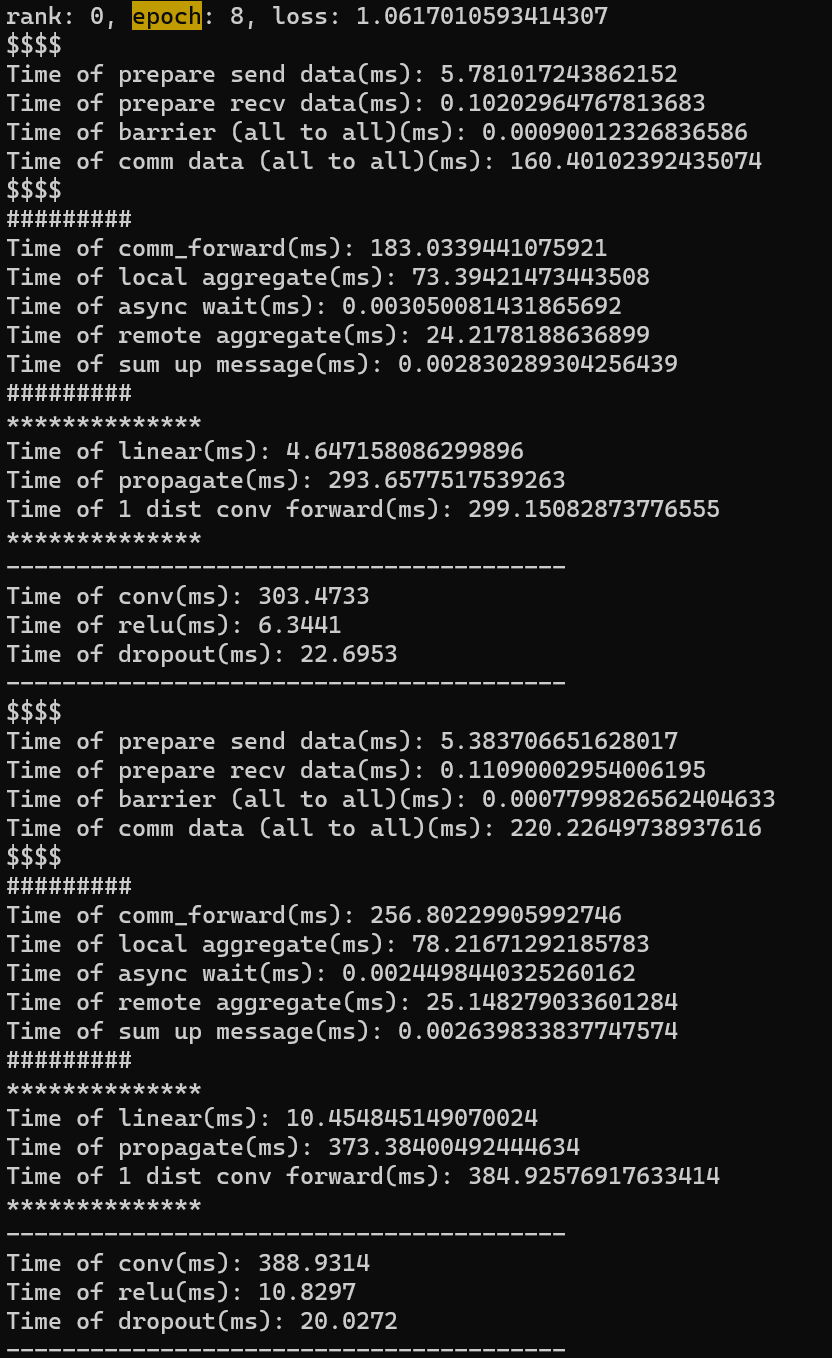 rank: 0, epoch: 8, loss: 1.0617010593414307
$$$$
Time of prepare send data(ms): 5.781017243862152
Time of prepare recv data(ms): 0.10202964767813683
Time of barrier (all to all)(ms): 0.00090012326836586
Time of comm data (all to all)(ms): 160.40102392435074
$$$$
#########
Time of comm_forward(ms): 183.0339441075921
Time of local aggregate(ms): 73.39421473443508
Time of async wait(ms): 0.003050081431865692
Time of remote aggregate(ms): 24.2178188636899
Time of sum up message(ms): 0.002830289304256439
#########
**************
Time of linear(ms): 4.647158086299896
Time of propagate(ms): 293.6577517539263
Time of 1 dist conv forward(ms): 299.15082873776555
**************
----------------------------------------
Time of conv(ms): 303.4733
Time of relu(ms): 6.3441
Time of dropout(ms): 22.6953
----------------------------------------
$$$$
Time of prepare send data(ms): 5.383706651628017
Time of prepare recv data(ms): 0.11090002954006195
Time of barrier (all to all)(ms): 0.0007799826562404633
Time of comm data (all to all)(ms): 220.22649738937616
$$$$
#########
Time of comm_forward(ms): 256.80229905992746
Time of local aggregate(ms): 78.21671292185783
Time of async wait(ms): 0.0024498440325260162
Time of remote aggregate(ms): 25.148279033601284
Time of sum up message(ms): 0.002639833837747574
#########
**************
Time of linear(ms): 10.454845149070024
Time of propagate(ms): 373.38400492444634
Time of 1 dist conv forward(ms): 384.92576917633414
**************
----------------------------------------
Time of conv(ms): 388.9314
Time of relu(ms): 10.8297
Time of dropout(ms): 20.0272
----------------------------------------